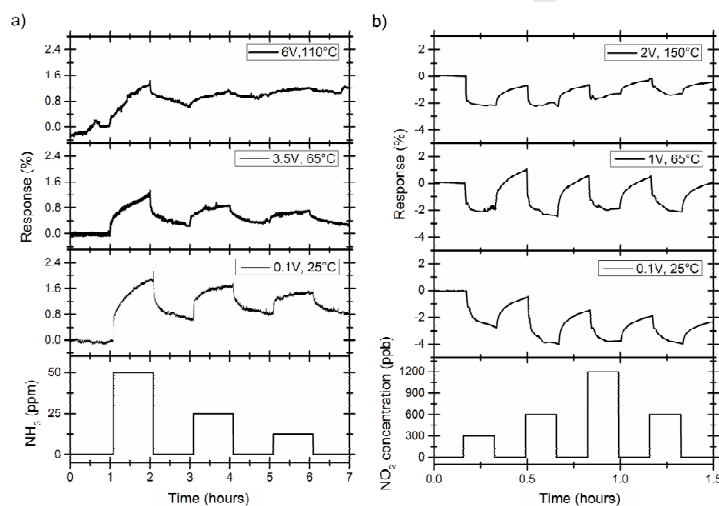 a)
6V,110°C
2.4
1.6
0.8
0.0
3.5V, 65°C
2.4
1.6
0.8
0.0
0.1V, 25°C
2.4
1.6
0.8
0.0
Response (%)
50
25
0
NH3 (ppm)
0 1 2 3 4 5 6 7
Time (hours)
b)
2V, 150°C
2
0
-2
-4
1V, 65°C
2
0
-2
-4
0.1V, 25°C
2
0
-2
-4
Response (%)
1200
900
600
300
0
NO2 concentration (ppb)
0.0 0.5 1.0 1.5
Time (hours)